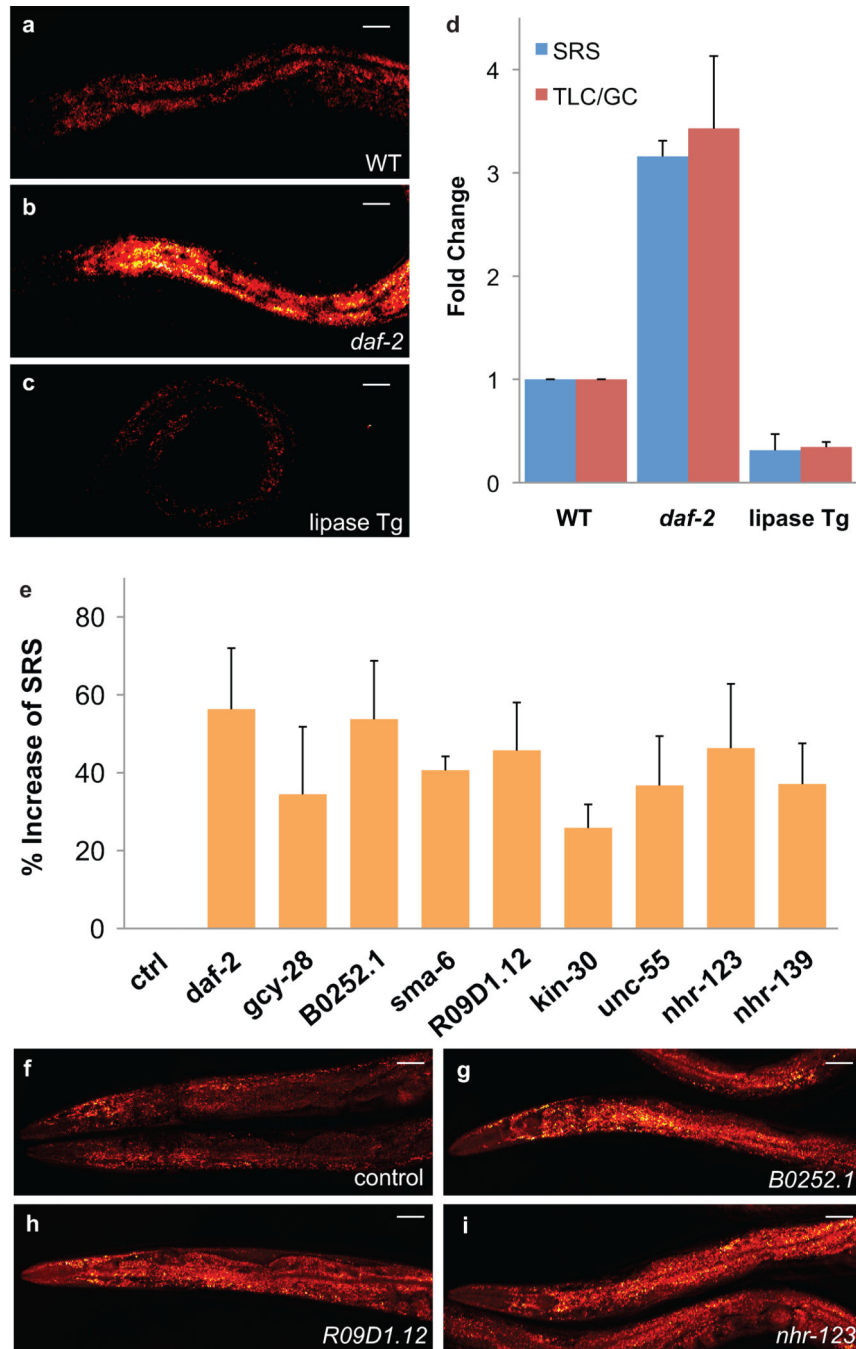 a
WT
b
daf-2
c
lipase Tg
d
SRS
TLC/GC
Fold Change
4
3
2
1
0
WT daf-2 lipase Tg
e
% Increase of SRS
80
60
40
20
0
ctrl daf-2 gcy-28 B0252.1 sma-6 R09D1.12 kin-30 unc-55 nhr-123 nhr-139
f
control
g
B0252.1
h
R09D1.12
i
nhr-123